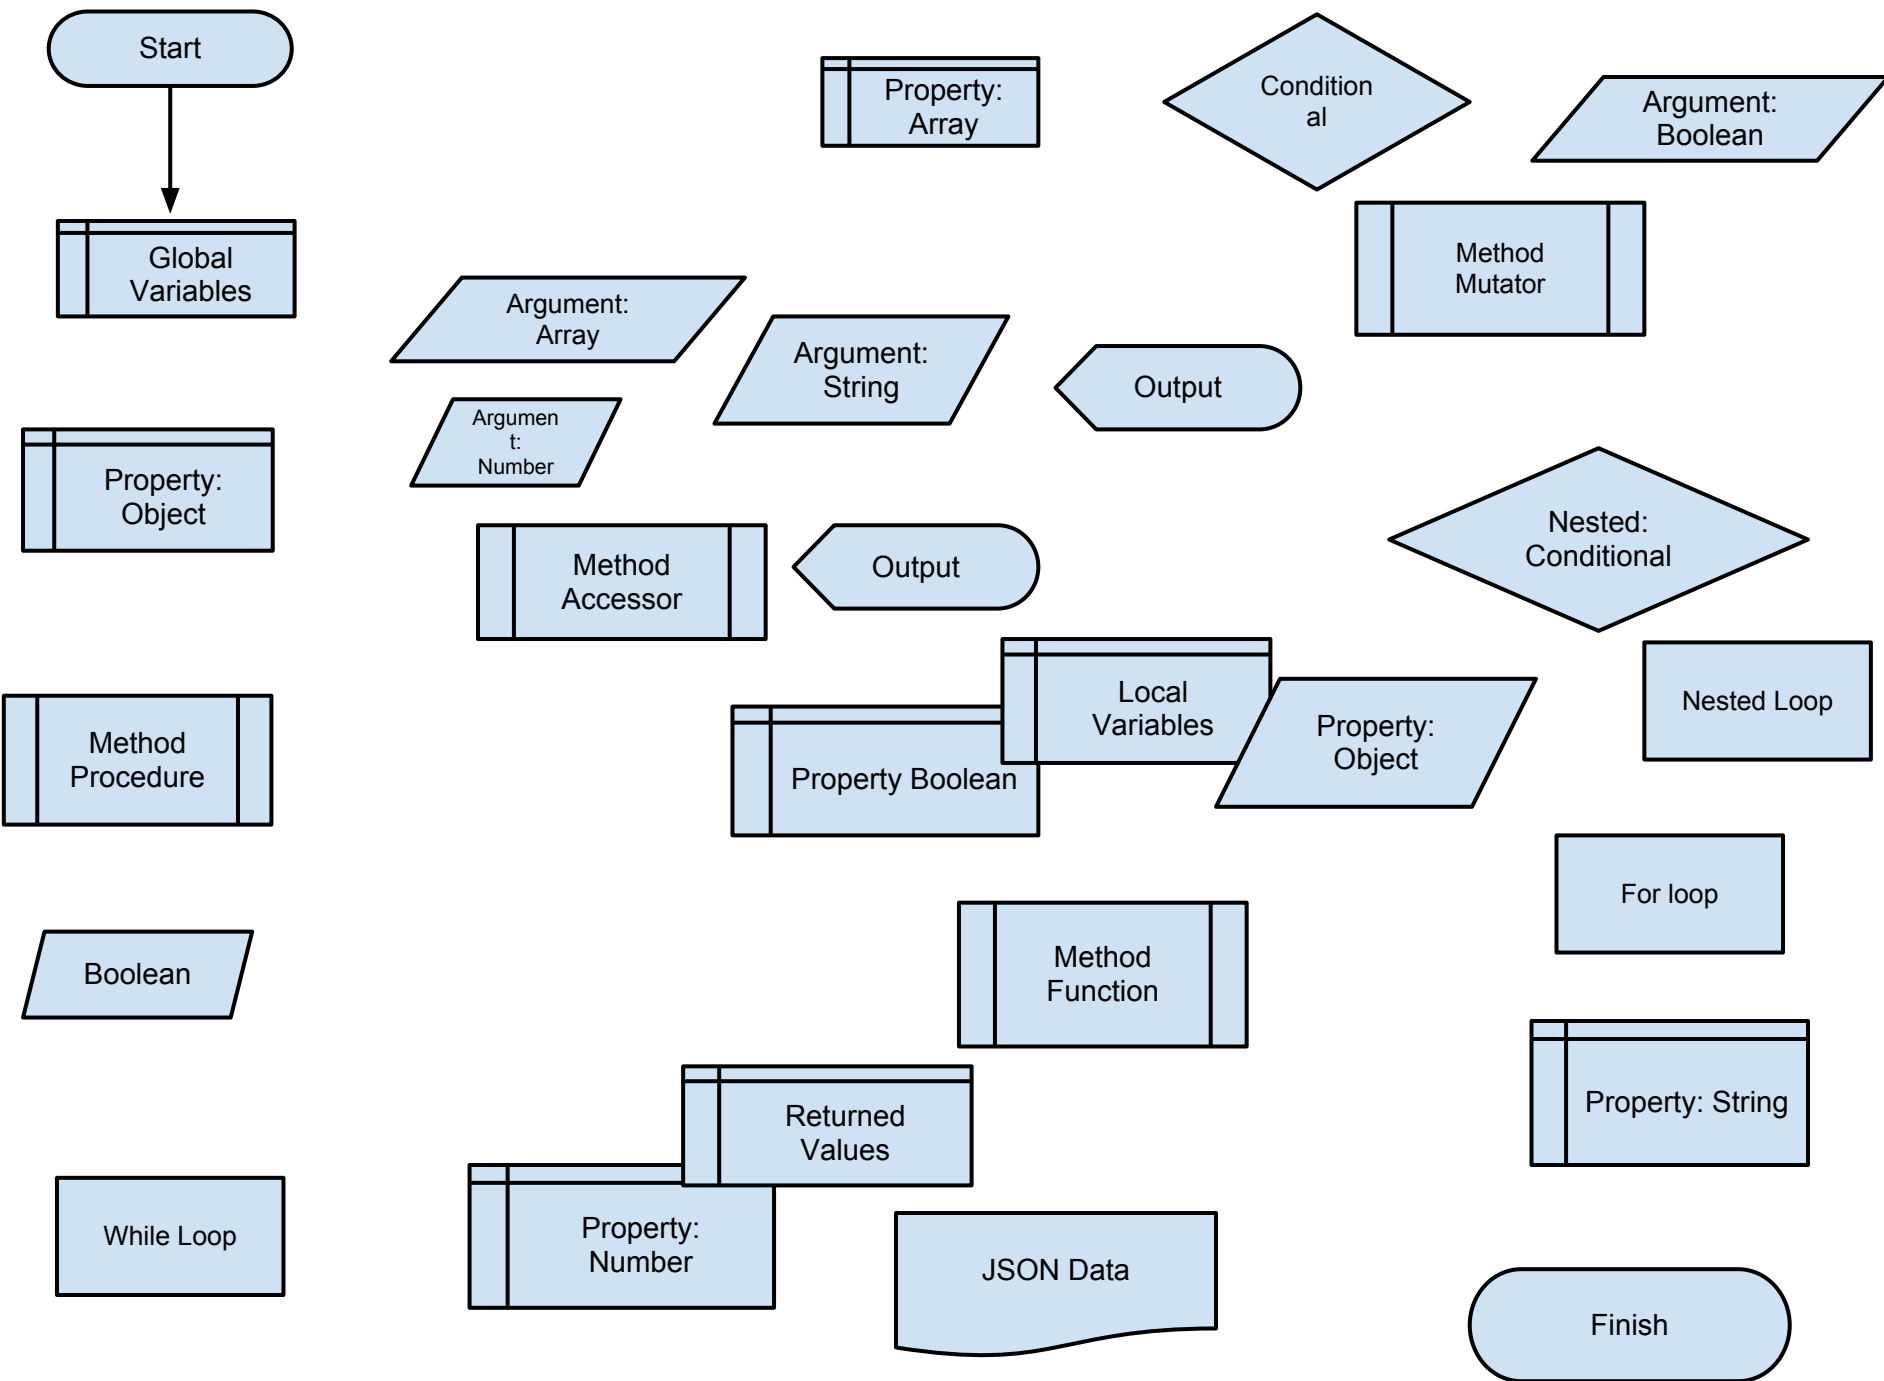 Start
Property:
Array
Condition
al
Argument:
Boolean
Global
Variables
Method
Mutator
Argument:
Array
Argument:
String
Output
Argumen
t:
Number
Property:
Object
Method
Accessor
Output
Nested:
Conditional
Local
Variables
Property:
Object
Nested Loop
Method
Procedure
Property Boolean
For loop
Boolean
Method
Function
Property: String
Returned
Values
While Loop
Property:
Number
JSON Data
Finish